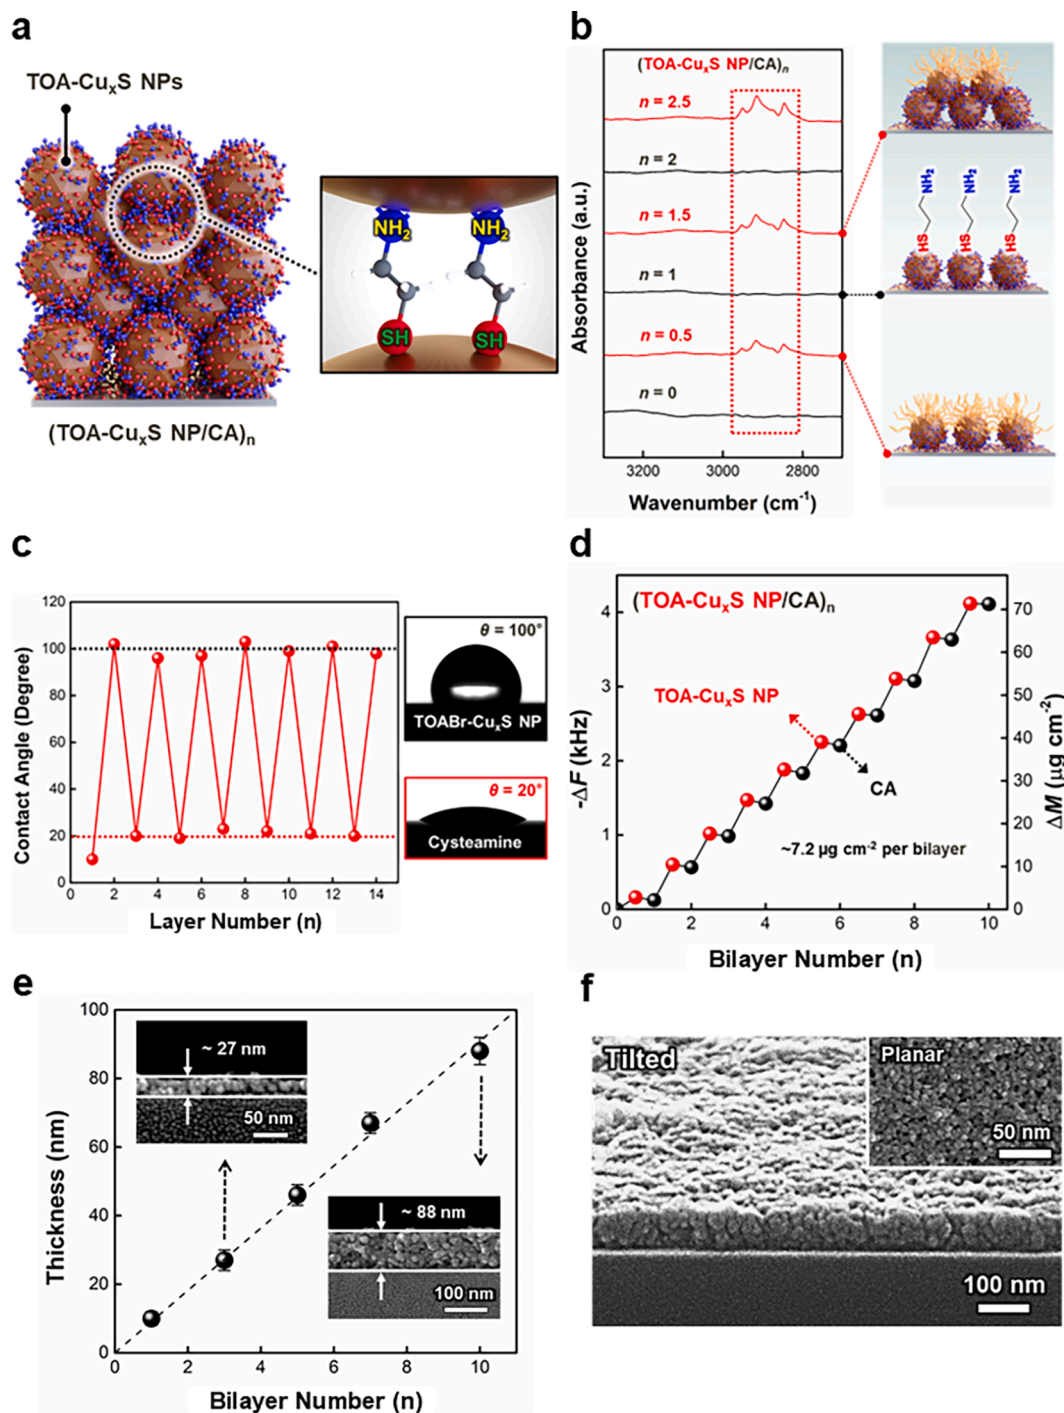 a
TOA-CuxS NPs
NH2
NH2
SH
SH
(TOA-CuxS NP/CA)n
b
(TOA-CuxS NP/CA)n
n = 2.5
n = 2
n = 1.5
n = 1
n = 0.5
n = 0
Absorbance (a.u.)
3200
3000
2800
Wavenumber (cm-1)
NH2
NH2
NH2
HS
HS
HS
c
120
100
80
60
40
20
0
Contact Angle (Degree)
0
2
4
6
8
10
12
14
Layer Number (n)
θ = 100°
TOABr-CuxS NP
θ = 20°
Cysteamine
d
(TOA-CuxS NP/CA)n
TOA-CuxS NP
CA
~7.2 µg cm-2 per bilayer
4
3
2
1
0
-ΔF (kHz)
70
60
50
40
30
20
10
0
ΔM (µg cm-2)
0
2
4
6
8
10
Bilayer Number (n)
e
100
80
60
40
20
0
Thickness (nm)
~ 27 nm
50 nm
~ 88 nm
100 nm
0
2
4
6
8
10
Bilayer Number (n)
f
Tilted
Planar
50 nm
100 nm